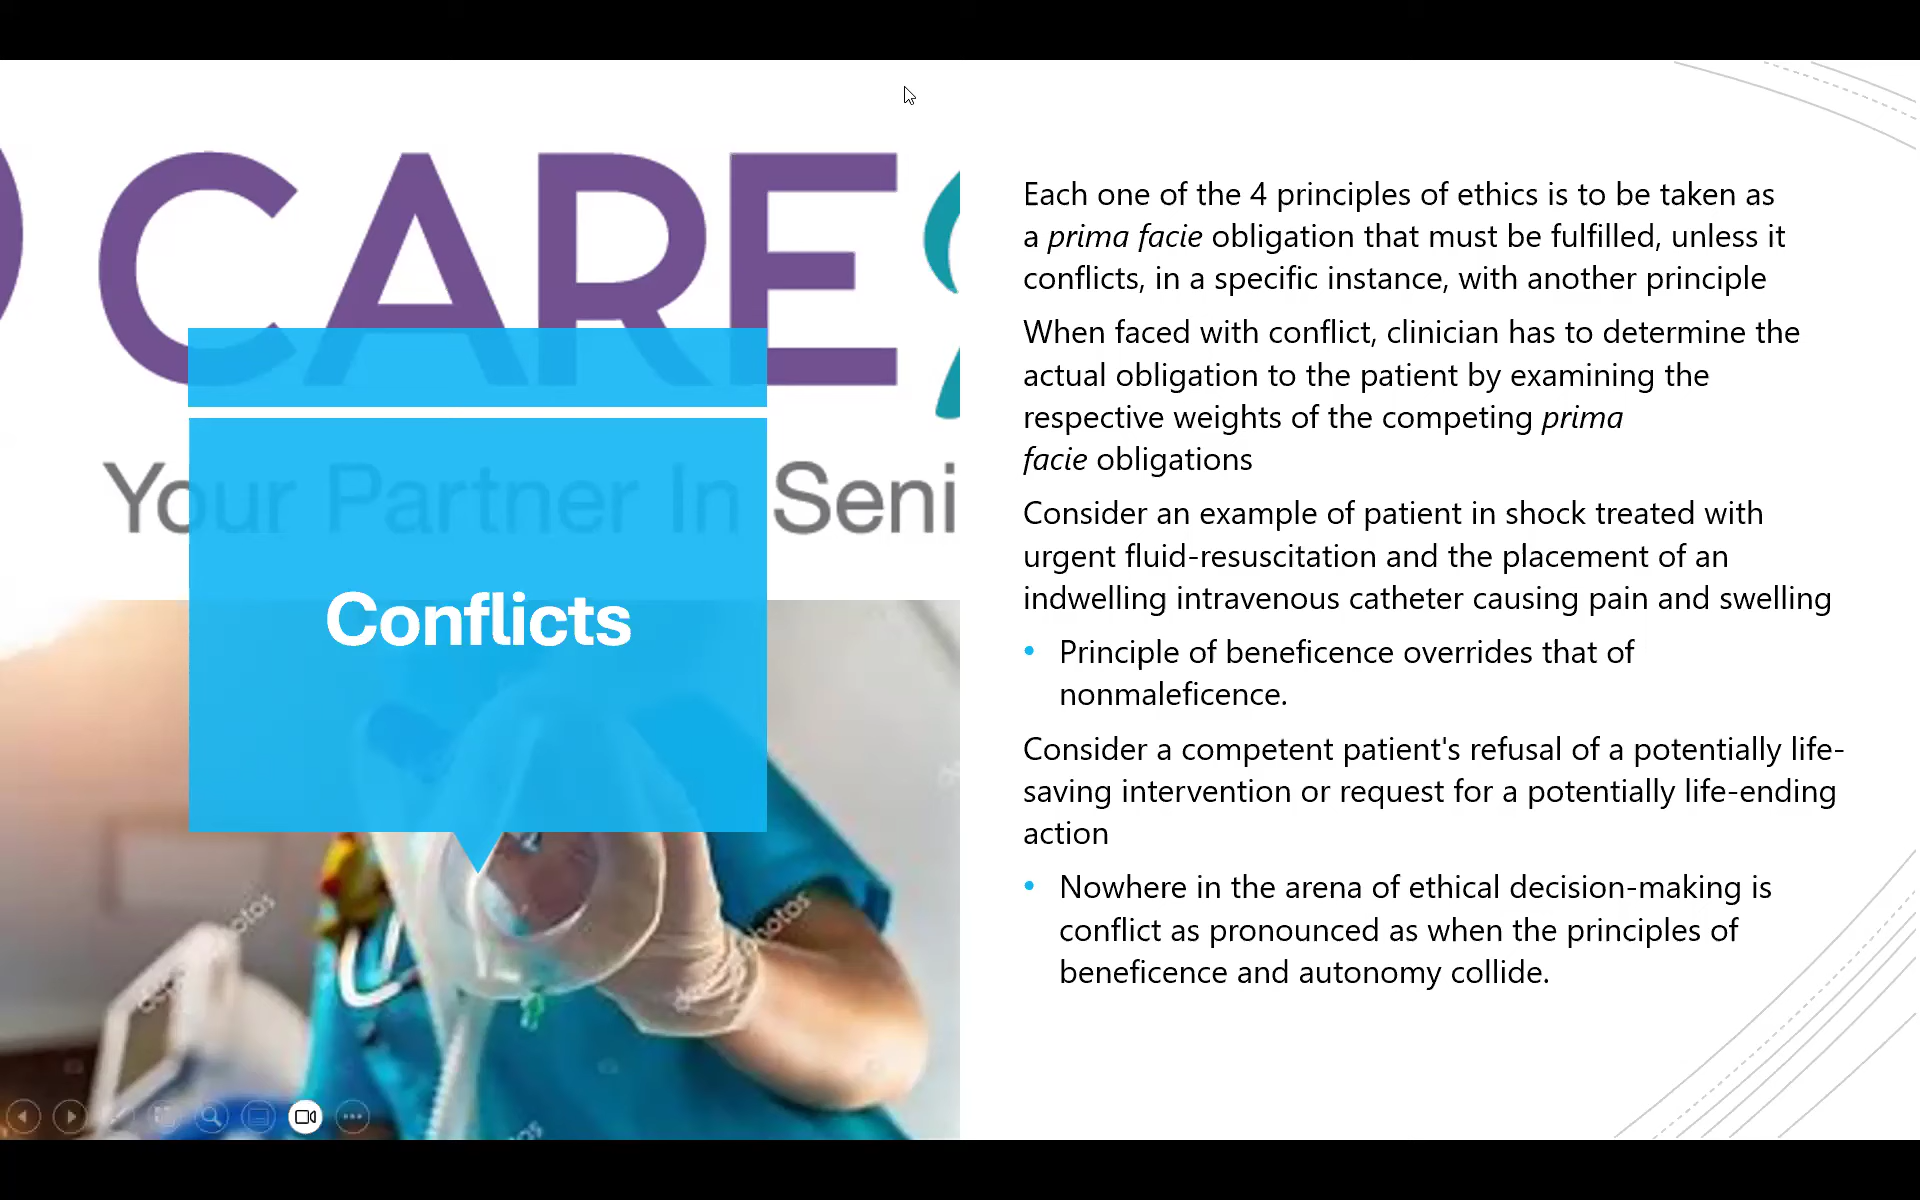 CARE
Your Partner In Seni
Conflicts
Each one of the 4 principles of ethics is to be taken as
a prima facie obligation that must be fulfilled, unless it
conflicts, in a specific instance, with another principle
When faced with conflict, clinician has to determine the
actual obligation to the patient by examining the
respective weights of the competing prima
facie obligations
Consider an example of patient in shock treated with
urgent fluid-resuscitation and the placement of an
indwelling intravenous catheter causing pain and swelling
• Principle of beneficence overrides that of
nonmaleficence.
Consider a competent patient's refusal of a potentially life-
saving intervention or request for a potentially life-ending
action
• Nowhere in the arena of ethical decision-making is
conflict as pronounced as when the principles of
beneficence and autonomy collide.